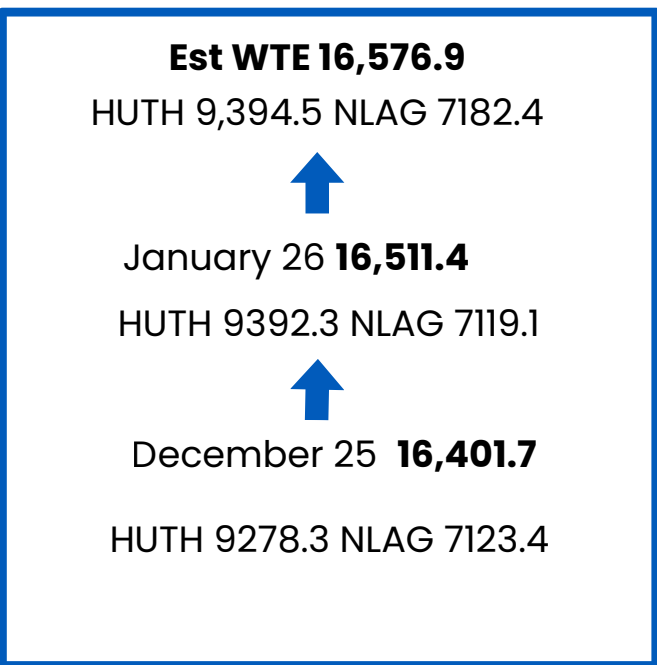 Est WTE 16,576.9
HUTH 9,394.5 NLAG 7182.4
January 26 16,511.4
HUTH 9392.3 NLAG 7119.1
December 25 16,401.7
HUTH 9278.3 NLAG 7123.4